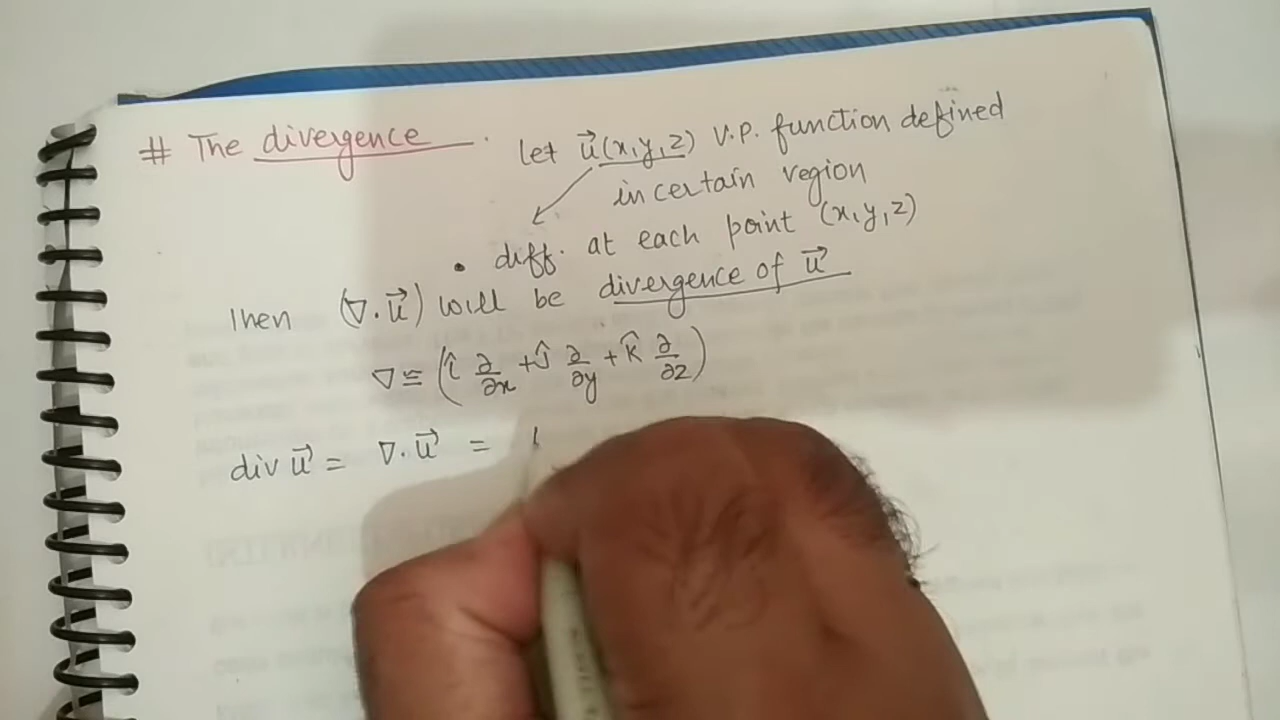 # The divergence . let u⃗(x,y,z) V.P. function defined
in certain region
• diff. at each point (x,y,z)
Then (∇.u⃗) will be divergence of u⃗
∇ ≡ (î ∂/∂x + ĵ ∂/∂y + k̂ ∂/∂z)
div u⃗ = ∇.u⃗ = (